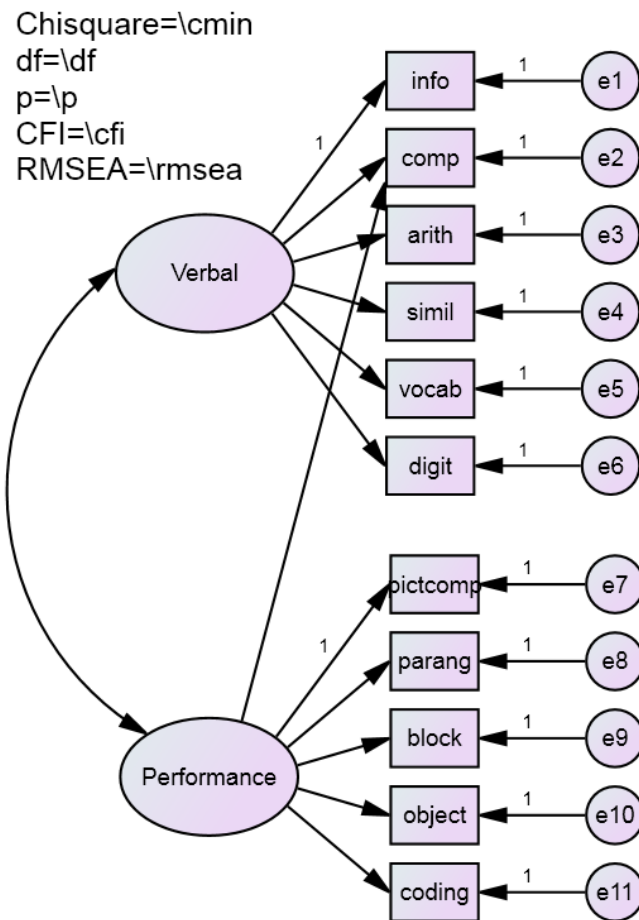 Chisquare=\cmin
df=\df
p=\p
CFI=\cfi
RMSEA=\rmsea
info 1 e1
1
comp 1 e2
arith 1 e3
Verbal
simil 1 e4
vocab 1 e5
digit 1 e6
pictcomp 1 e7
1
parang 1 e8
block 1 e9
Performance
object 1 e10
coding 1 e11